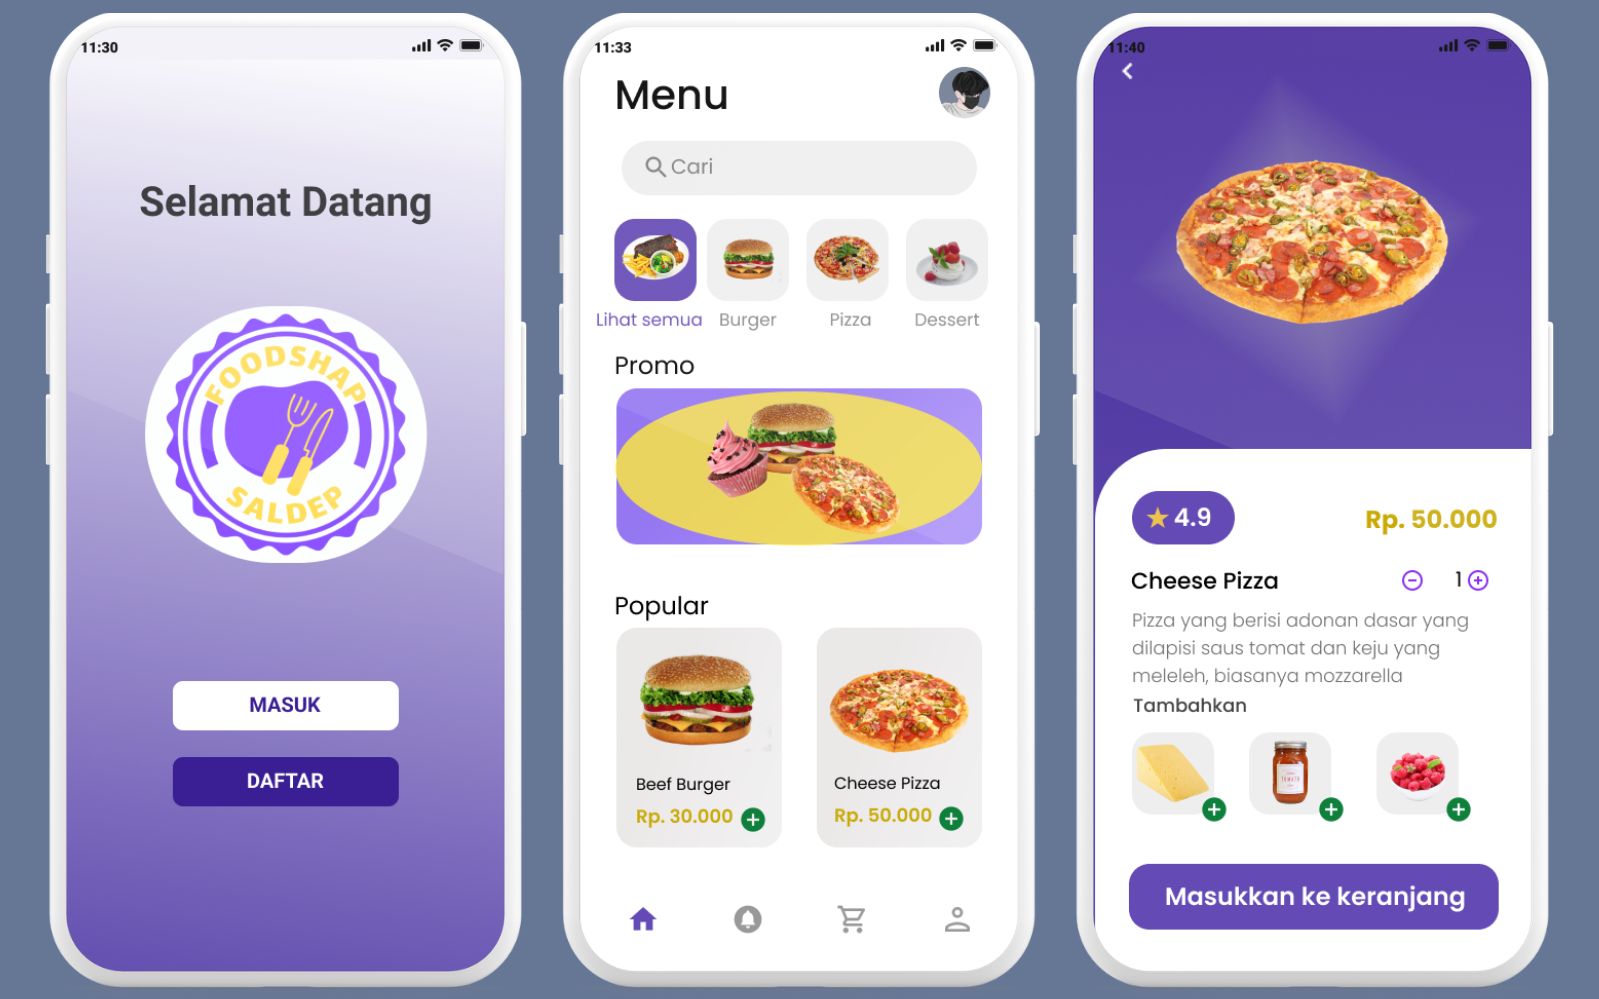 11:30
Selamat Datang
FOODSHAP
SALDEP
MASUK
DAFTAR
11:33
Menu
Cari
Lihat semua
Burger
Pizza
Dessert
Promo
Popular
Beef Burger
Rp. 30.000
Cheese Pizza
Rp. 50.000
11:40
4.9
Rp. 50.000
Cheese Pizza
1
Pizza yang berisi adonan dasar yang
dilapisi saus tomat dan keju yang
meleleh, biasanya mozzarella
Tambahkan
TOMATO
Masukkan ke keranjang